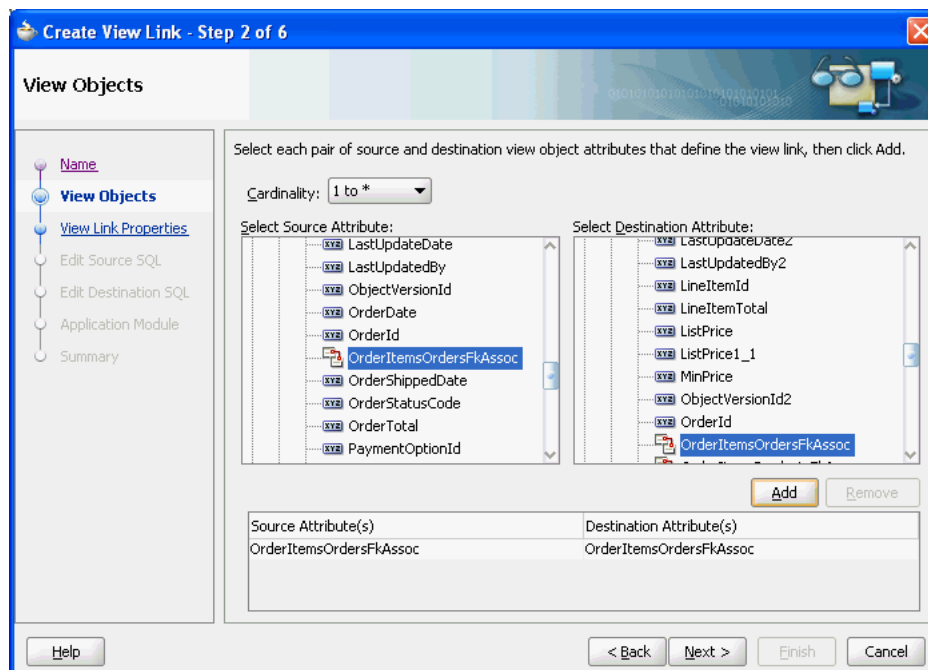 Create View Link - Step 2 of 6
View Objects
Name
View Objects
View Link Properties
Edit Source SQL
Edit Destination SQL
Application Module
Summary
Select each pair of source and destination view object attributes that define the view link, then click Add.
Cardinality: 1 to *
Select Source Attribute:
LastUpdateDate
LastUpdatedBy
ObjectVersionId
OrderDate
OrderId
OrderItemsOrdersFkAssoc
OrderShippedDate
OrderStatusCode
OrderTotal
PaymentOptionId
Select Destination Attribute:
LastUpdateDate2
LastUpdatedBy2
LineItemId
LineItemTotal
ListPrice
ListPrice1_1
MinPrice
ObjectVersionId2
OrderId
OrderItemsOrdersFkAssoc
Add Remove
Source Attribute(s) Destination Attribute(s)
OrderItemsOrdersFkAssoc OrderItemsOrdersFkAssoc
Help < Back Next > Finish Cancel